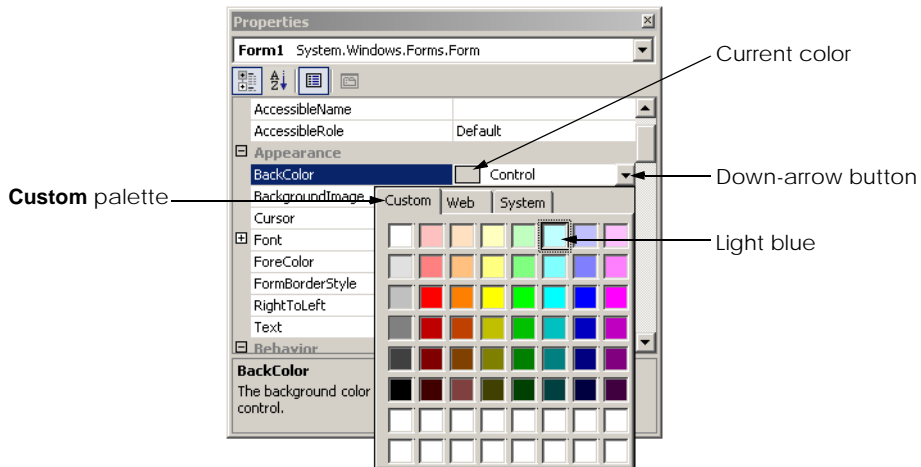 Properties
Form1 System.Windows.Forms.Form
Current color
AccessibleName
AccessibleRole Default
Appearance
BackColor Control
Down-arrow button
Custom palette
BackgroundImage
Custom Web System
Cursor
Font
Light blue
ForeColor
FormBorderStyle
RightToLeft
Text
Behavior
BackColor
The background color
control.